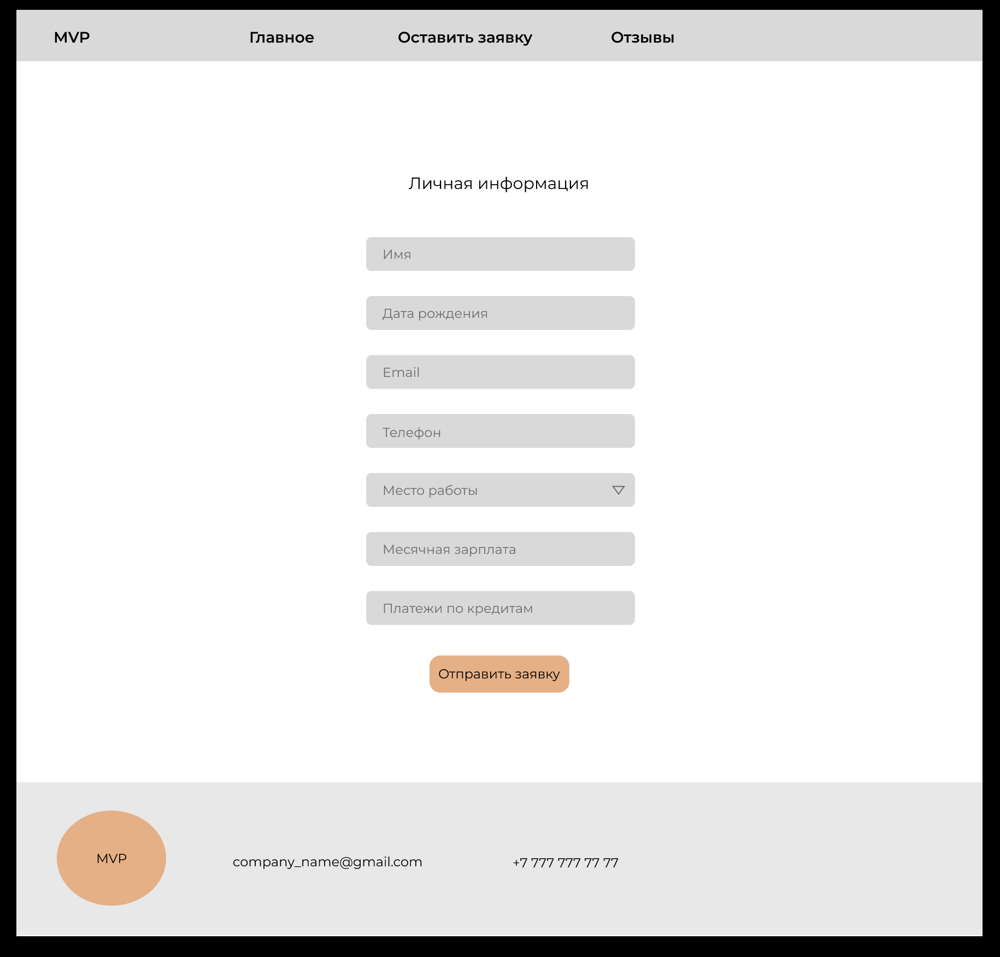 MVP Главное Оставить заявку Отзывы
Личная информация
Имя
Дата рождения
Email
Телефон
Место работы
Месячная зарплата
Платежи по кредитам
Отправить заявку
MVP company_name@gmail.com +7 777 777 77 77